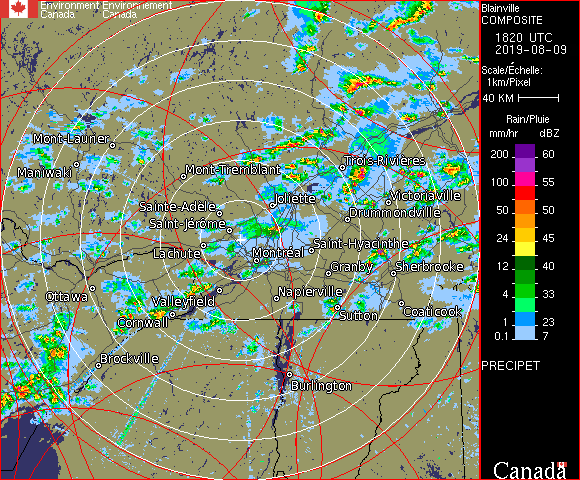 Environment Environnement
Canada Canada
Blainville
COMPOSITE
1820 UTC
2019-08-09
Scale/Échelle:
1km/Pixel
40 KM
Rain/Pluie
mm/hr dBZ
200 60
100 55
50 50
24 45
12 40
4 33
1 23
0.1 7
PRECIPET
Canada
Mont-Laurier
Maniwaki
Mont-Tremblant
Trois-Rivières
Sainte-Adèle
Joliette
Victoriaville
Saint-Jérôme
Drummondville
Lachute
Montréal
Saint-Hyacinthe
Granby
Sherbrooke
Ottawa
Valleyfield
Napierville
Cornwall
Sutton
Coaticook
Brockville
Burlington